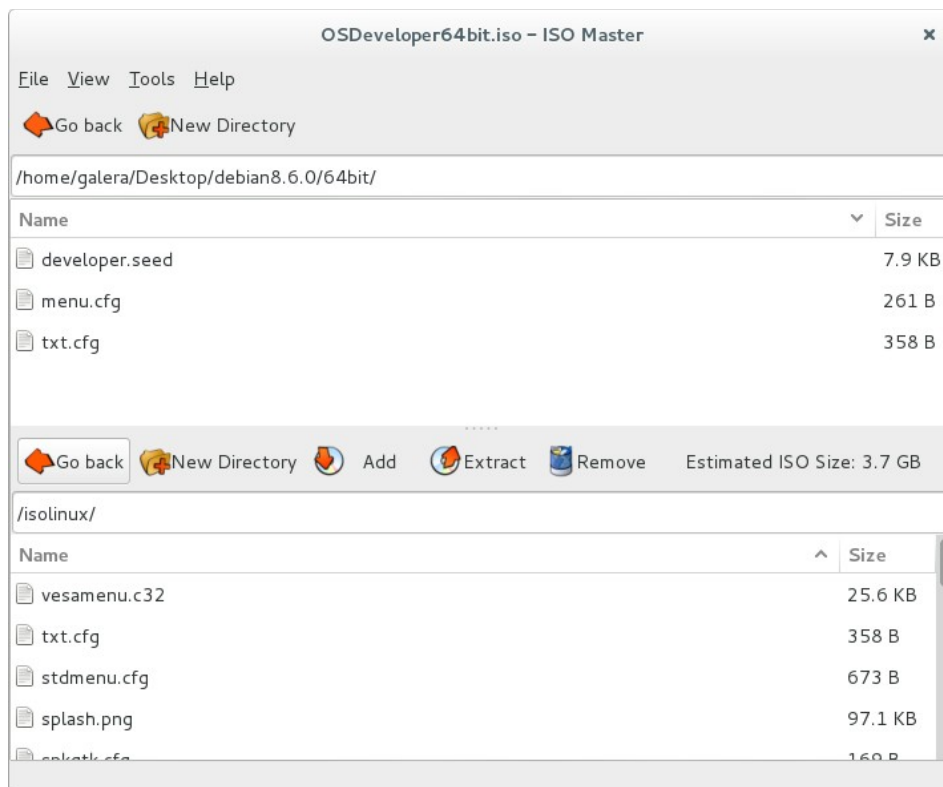 OSDeveloper64bit.iso – ISO Master
File View Tools Help
Go back New Directory
/home/galera/Desktop/debian8.6.0/64bit/
Name Size
developer.seed 7.9 KB
menu.cfg 261 B
txt.cfg 358 B
Go back New Directory Add Extract Remove Estimated ISO Size: 3.7 GB
/isolinux/
Name Size
vesamenu.c32 25.6 KB
txt.cfg 358 B
stdmenu.cfg 673 B
splash.png 97.1 KB
spkgtk.cfg 169 B